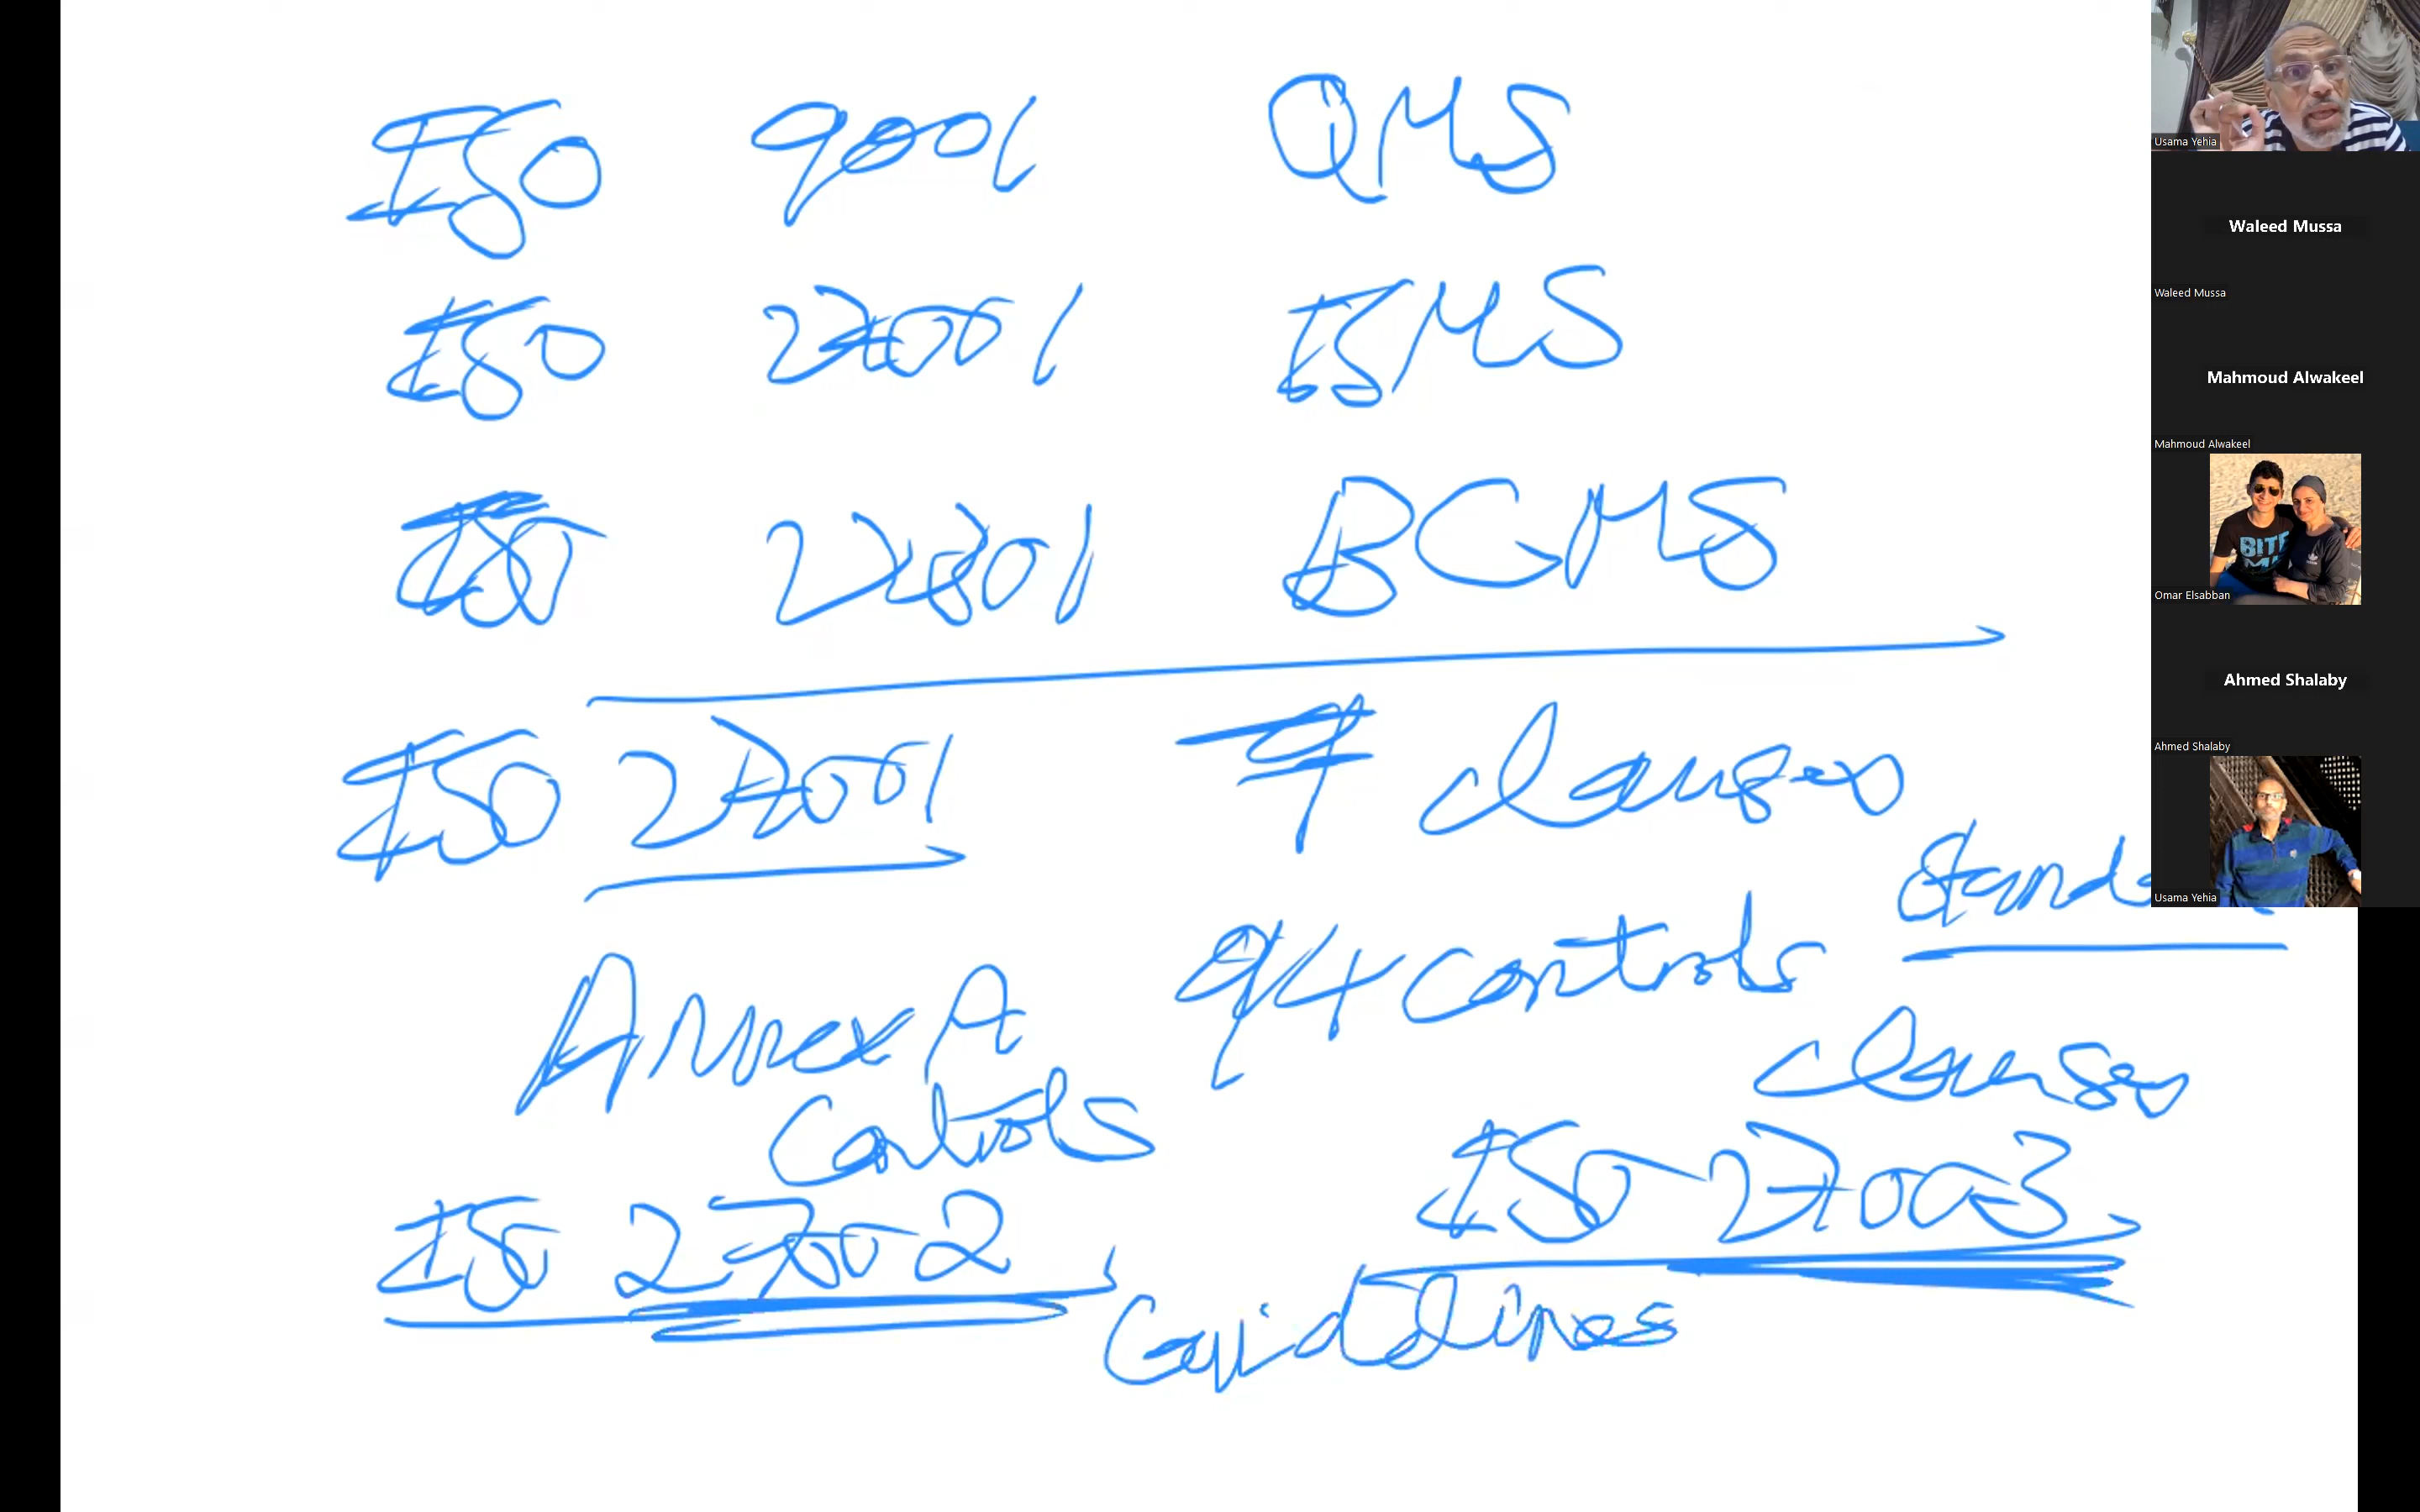 ISO 9001 QMS
ISO 27001 ISMS
ISO 22301 BCMS
ISO 27001 7 clauses
Annex A 94 controls
Controls clauses
ISO 27002 ISO 27003
Guidelines
Usama Yehia
Waleed Mussa
Waleed Mussa
Mahmoud Alwakeel
Mahmoud Alwakeel
BITE
Omar Elsabban
Ahmed Shalaby
Ahmed Shalaby
Usama Yehia